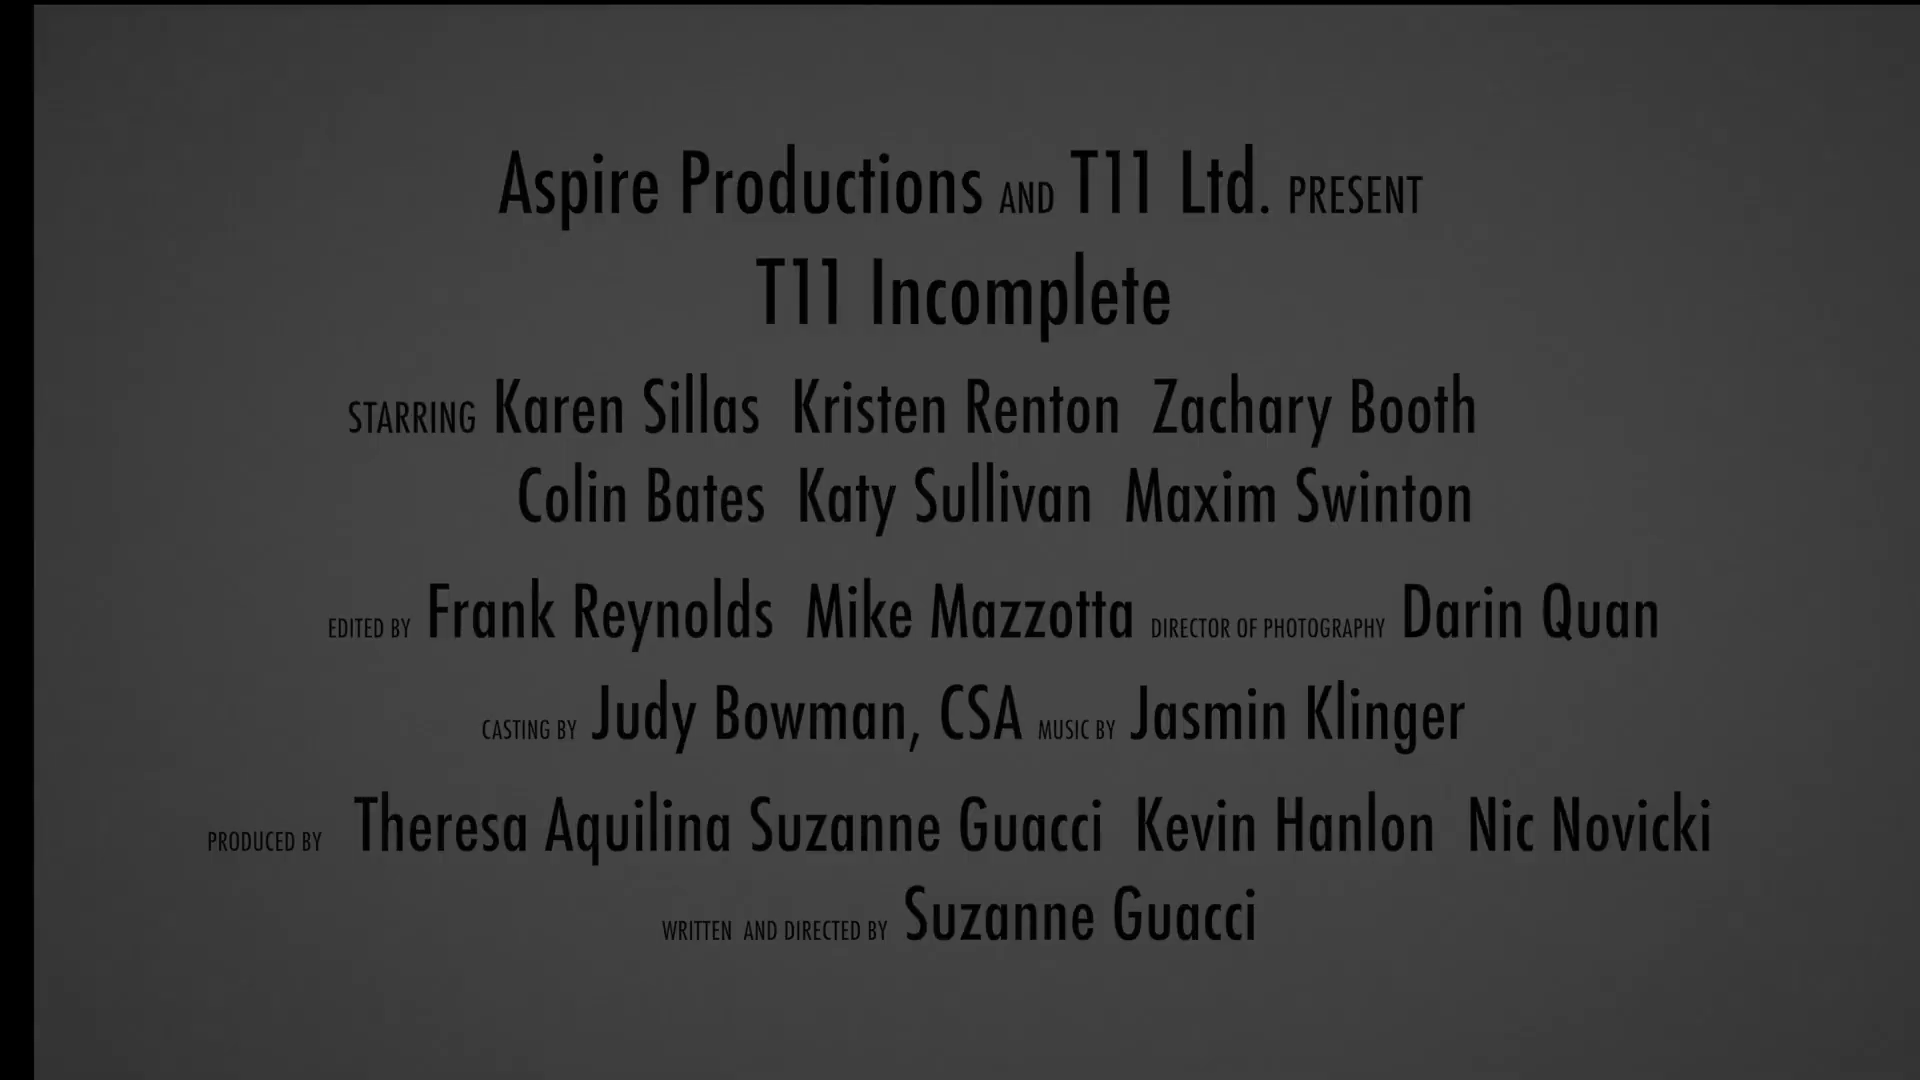 Aspire Productions AND T11 Ltd. PRESENT
T11 Incomplete
STARRING Karen Sillas Kristen Renton Zachary Booth
Colin Bates Katy Sullivan Maxim Swinton
EDITED BY Frank Reynolds Mike Mazzotta DIRECTOR OF PHOTOGRAPHY Darin Quan
CASTING BY Judy Bowman, CSA MUSIC BY Jasmin Klinger
PRODUCED BY Theresa Aquilina Suzanne Guacci Kevin Hanlon Nic Novicki
WRITTEN AND DIRECTED BY Suzanne Guacci